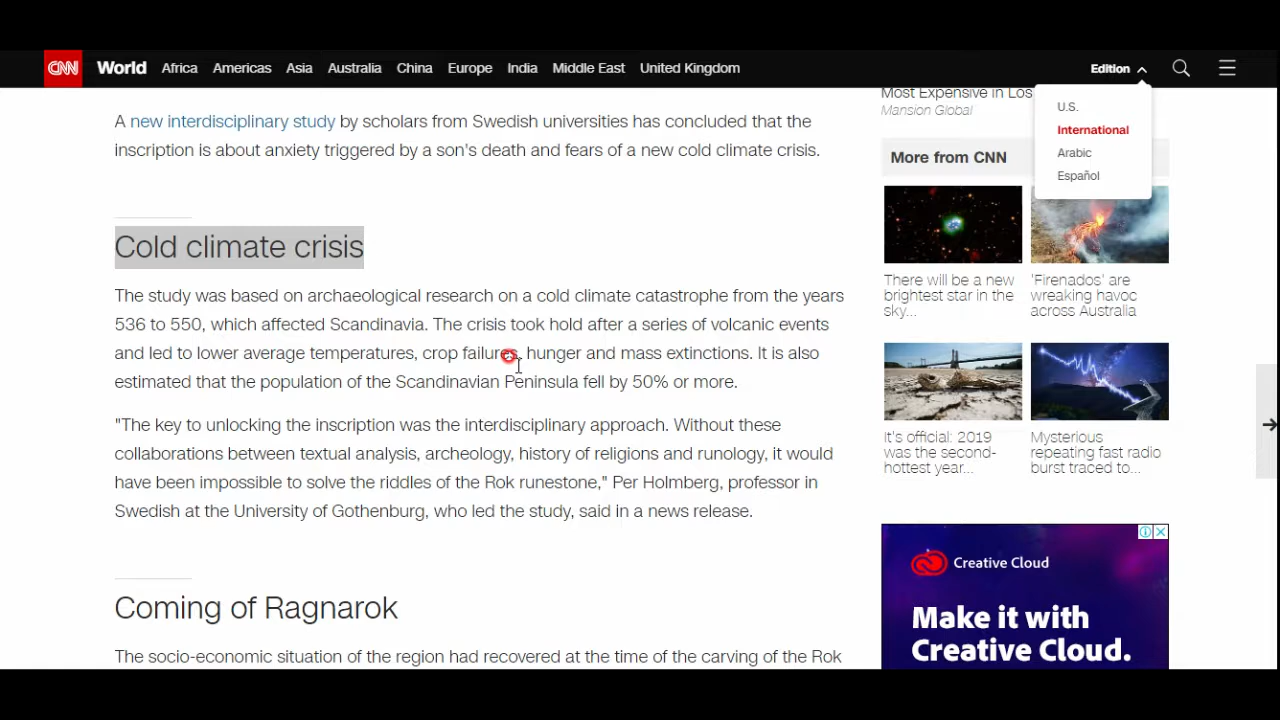 CNN World Africa Americas Asia Australia China Europe India Middle East United Kingdom Edition
U.S.
International
Arabic
Español
A new interdisciplinary study by scholars from Swedish universities has concluded that the
inscription is about anxiety triggered by a son's death and fears of a new cold climate crisis.
Cold climate crisis
The study was based on archaeological research on a cold climate catastrophe from the years
536 to 550, which affected Scandinavia. The crisis took hold after a series of volcanic events
and led to lower average temperatures, crop failures, hunger and mass extinctions. It is also
estimated that the population of the Scandinavian Peninsula fell by 50% or more.
"The key to unlocking the inscription was the interdisciplinary approach. Without these
collaborations between textual analysis, archeology, history of religions and runology, it would
have been impossible to solve the riddles of the Rok runestone," Per Holmberg, professor in
Swedish at the University of Gothenburg, who led the study, said in a news release.
Coming of Ragnarok
The socio-economic situation of the region had recovered at the time of the carving of the Rok
Most Expensive in Los
Mansion Global
More from CNN
There will be a new
brightest star in the
sky...
'Firenados' are
wreaking havoc
across Australia
It's official: 2019
was the second-
hottest year...
Mysterious
repeating fast radio
burst traced to...
Creative Cloud
Make it with
Creative Cloud.